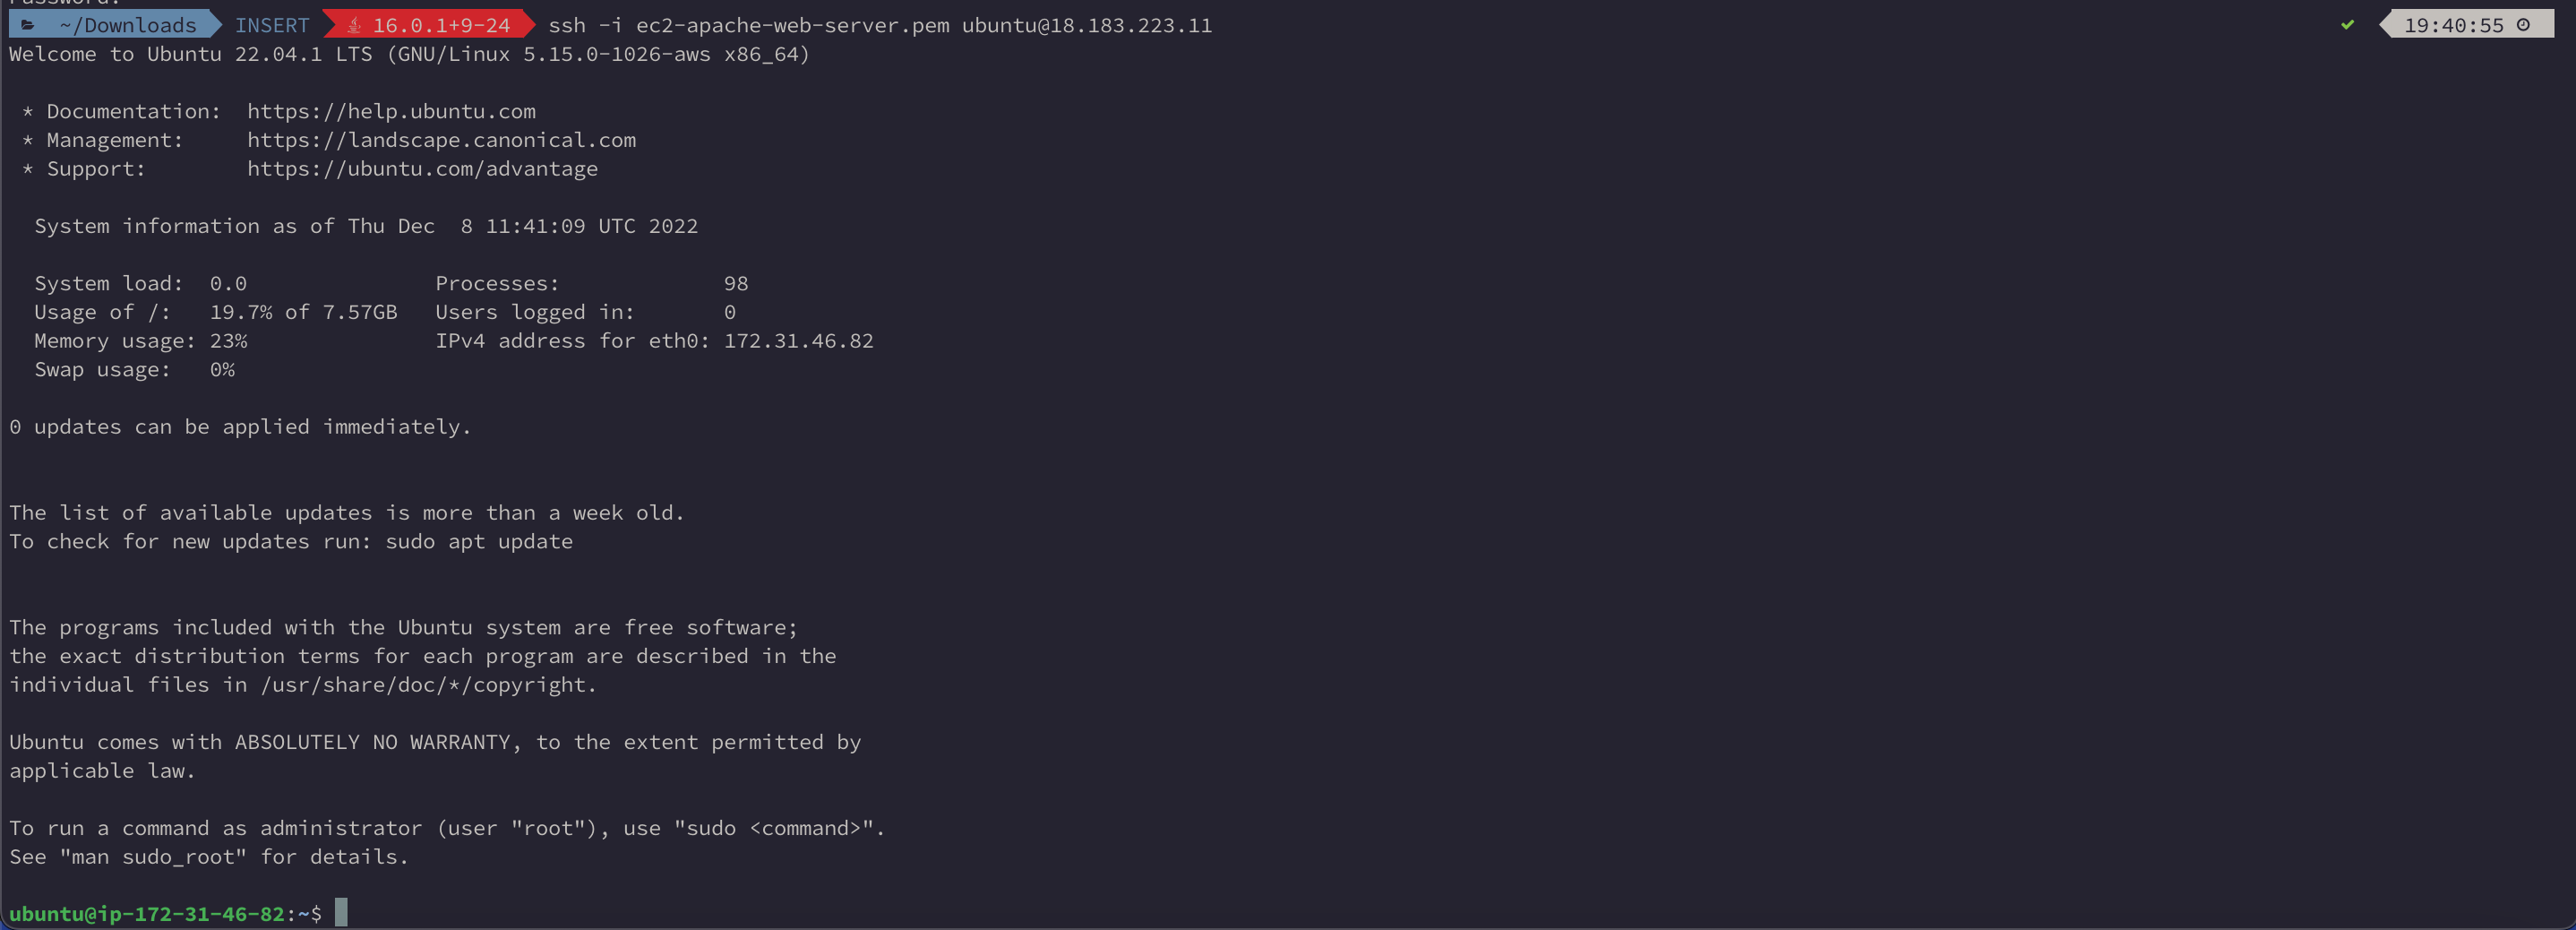 Password:
~/Downloads INSERT 16.0.1+9-24 ssh -i ec2-apache-web-server.pem ubuntu@18.183.223.11 ✔ 19:40:55
Welcome to Ubuntu 22.04.1 LTS (GNU/Linux 5.15.0-1026-aws x86_64)
* Documentation: https://help.ubuntu.com
* Management: https://landscape.canonical.com
* Support: https://ubuntu.com/advantage
System information as of Thu Dec 8 11:41:09 UTC 2022
System load: 0.0 Processes: 98
Usage of /: 19.7% of 7.57GB Users logged in: 0
Memory usage: 23% IPv4 address for eth0: 172.31.46.82
Swap usage: 0%
0 updates can be applied immediately.
The list of available updates is more than a week old.
To check for new updates run: sudo apt update
The programs included with the Ubuntu system are free software;
the exact distribution terms for each program are described in the
individual files in /usr/share/doc/*/copyright.
Ubuntu comes with ABSOLUTELY NO WARRANTY, to the extent permitted by
applicable law.
To run a command as administrator (user "root"), use "sudo <command>".
See "man sudo_root" for details.
ubuntu@ip-172-31-46-82:~$